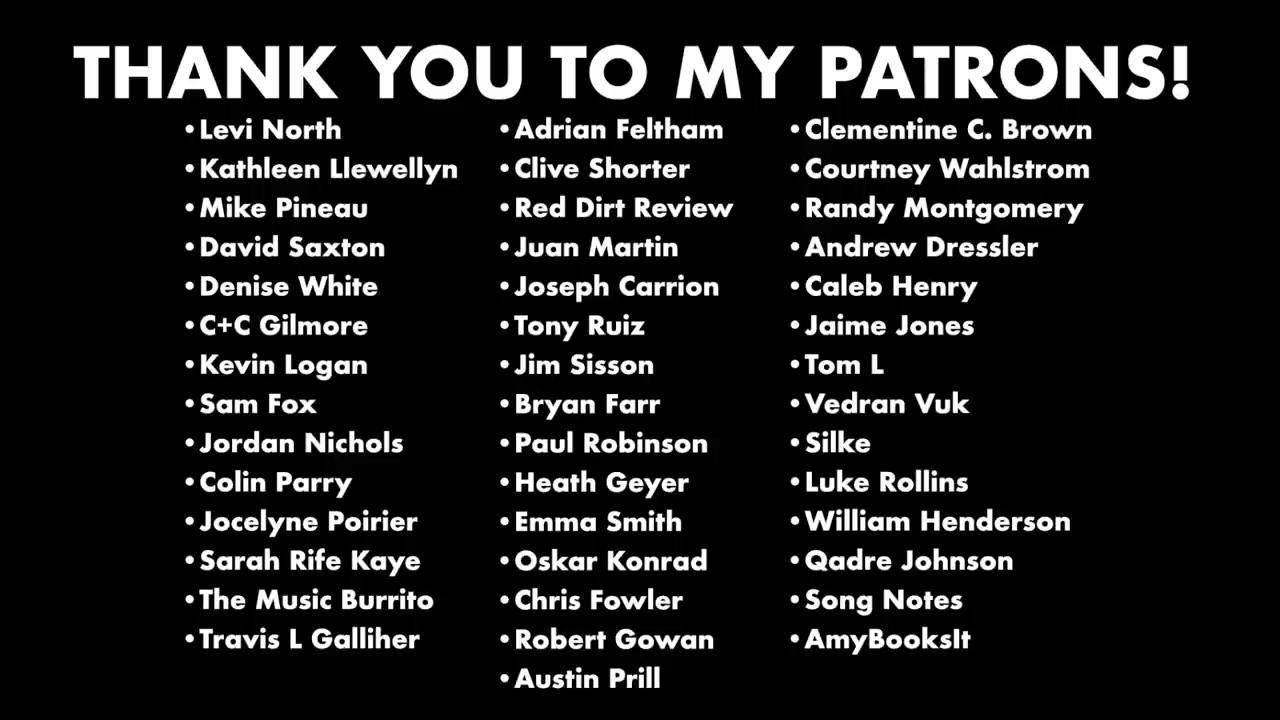 THANK YOU TO MY PATRONS!
•Levi North
•Kathleen Llewellyn
•Mike Pineau
•David Saxton
•Denise White
•C+C Gilmore
•Kevin Logan
•Sam Fox
•Jordan Nichols
•Colin Parry
•Jocelyne Poirier
•Sarah Rife Kaye
•The Music Burrito
•Travis L Galliher
•Adrian Feltham
•Clive Shorter
•Red Dirt Review
•Juan Martin
•Joseph Carrion
•Tony Ruiz
•Jim Sisson
•Bryan Farr
•Paul Robinson
•Heath Geyer
•Emma Smith
•Oskar Konrad
•Chris Fowler
•Robert Gowan
•Austin Prill
•Clementine C. Brown
•Courtney Wahlstrom
•Randy Montgomery
•Andrew Dressler
•Caleb Henry
•Jaime Jones
•Tom L
•Vedran Vuk
•Silke
•Luke Rollins
•William Henderson
•Qadre Johnson
•Song Notes
•AmyBooksIt